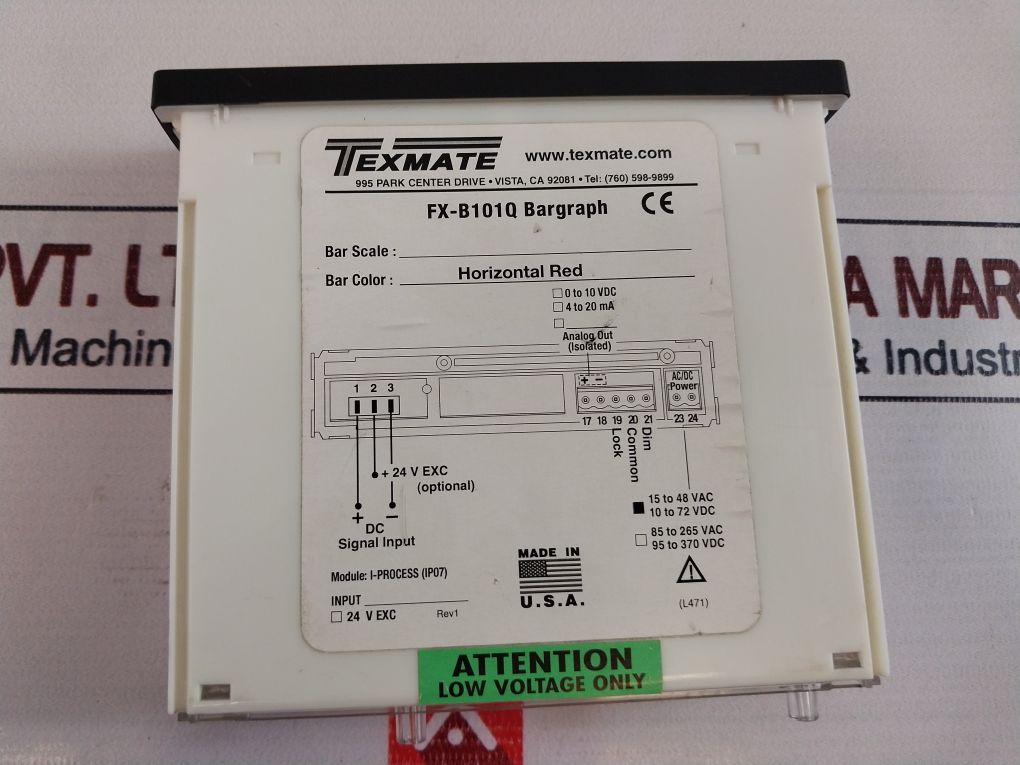 TEXMATE www.texmate.com
995 PARK CENTER DRIVE • VISTA, CA 92081 • Tel: (760) 598-9899
FX-B101Q Bargraph CE
Bar Scale :
Bar Color : Horizontal Red
0 to 10 VDC
4 to 20 mA
Analog Out
(Isolated)
1 2 3
+ −
AC/DC
Power
17 18 19 20 21 23 24
Lock
Common
Dim
+ 24 V EXC
(optional)
+ −
DC
Signal Input
15 to 48 VAC
10 to 72 VDC
85 to 265 VAC
95 to 370 VDC
Module: I-PROCESS (IP07)
INPUT
24 V EXC Rev1
MADE IN
U.S.A.
(L471)
ATTENTION
LOW VOLTAGE ONLY
PVT. LT
Machin
A MAR
& Industr